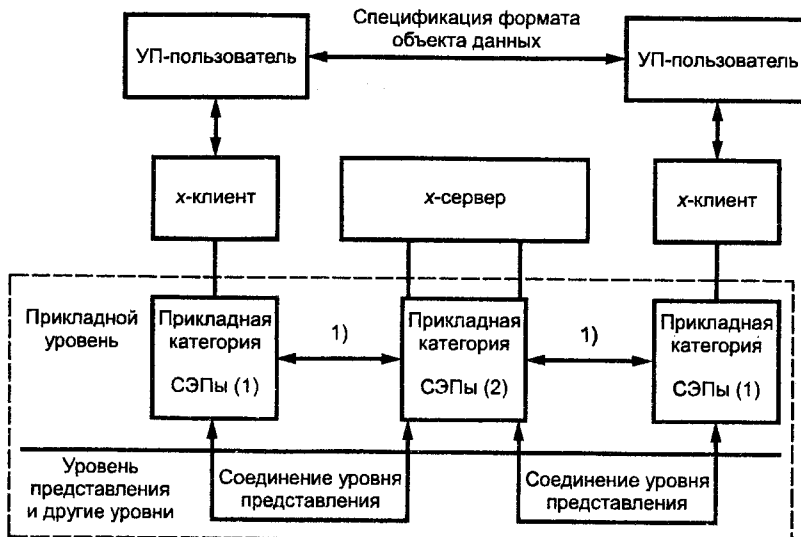 Спецификация формата
объекта данных
УП-пользователь
УП-пользователь
х-клиент
х-сервер
х-клиент
Прикладной
уровень
Прикладная
категория
СЭПы (1)
1)
Прикладная
категория
СЭПы (2)
1)
Прикладная
категория
СЭПы (1)
Уровень
представления
и другие уровни
Соединение уровня
представления
Соединение уровня
представления